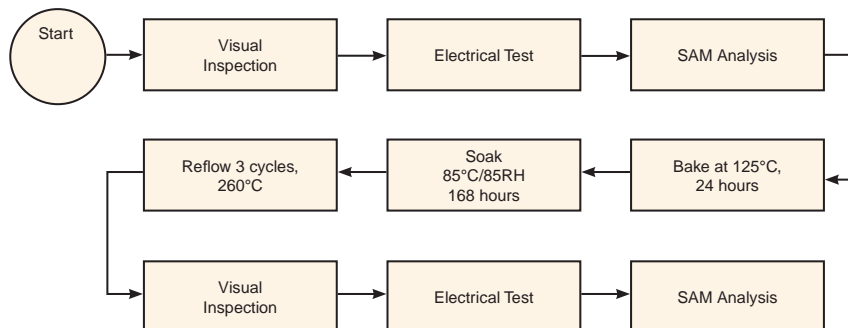 Start
Visual
Inspection
Electrical Test
SAM Analysis
Reflow 3 cycles,
260°C
Soak
85°C/85RH
168 hours
Bake at 125°C,
24 hours
Visual
Inspection
Electrical Test
SAM Analysis